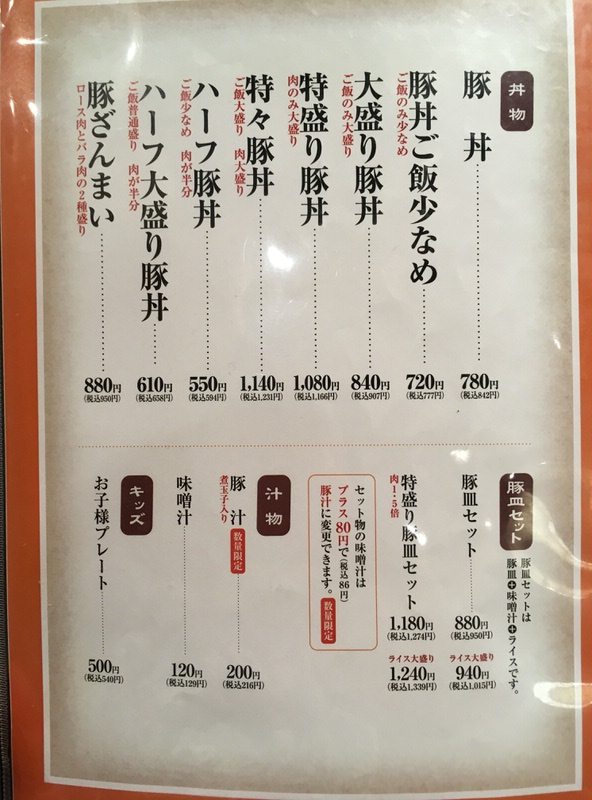 丼物
豚丼
780円
(税込842円)
豚丼ご飯少なめ
ご飯のみ少なめ
720円
(税込777円)
大盛り豚丼
ご飯のみ大盛り
840円
(税込907円)
特盛り豚丼
肉のみ大盛り
1,080円
(税込1,166円)
特々豚丼
ご飯大盛り 肉大盛り
1,140円
(税込1,231円)
ハーフ豚丼
ご飯少なめ 肉が半分
550円
(税込594円)
ハーフ大盛り豚丼
ご飯普通盛り 肉が半分
610円
(税込658円)
豚ざんまい
ロース肉とバラ肉の2種盛り
880円
(税込950円)
豚皿セット
豚皿セットは
豚皿+味噌汁+ライスです。
豚皿セット
880円
(税込950円)
ライス大盛り
940円
(税込1,015円)
特盛り豚皿セット
肉1・5倍
1,180円
(税込1,274円)
ライス大盛り
1,240円
(税込1,339円)
セット物の味噌汁は
プラス80円で(税込86円)
豚汁に変更できます。数量限定
汁物
豚汁 数量限定
煮玉子入り
200円
(税込216円)
味噌汁
120円
(税込129円)
キッズ
お子様プレート
500円
(税込540円)